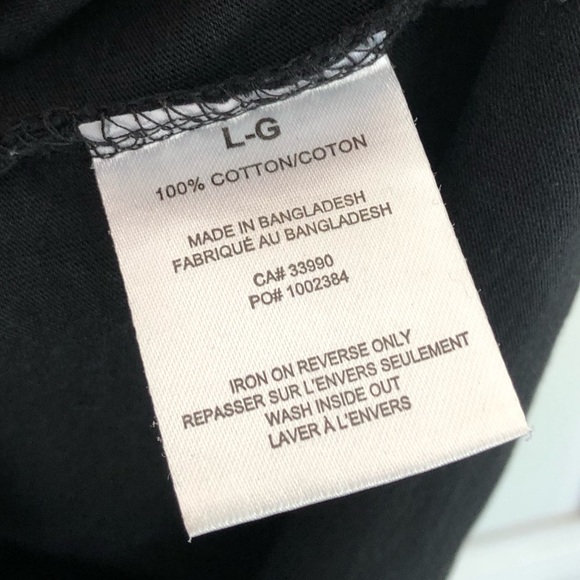 L-G
100% COTTON/COTON
MADE IN BANGLADESH
FABRIQUÉ AU BANGLADESH
CA# 33990
PO# 1002384
IRON ON REVERSE ONLY
REPASSER SUR L'ENVERS SEULEMENT
WASH INSIDE OUT
LAVER À L'ENVERS